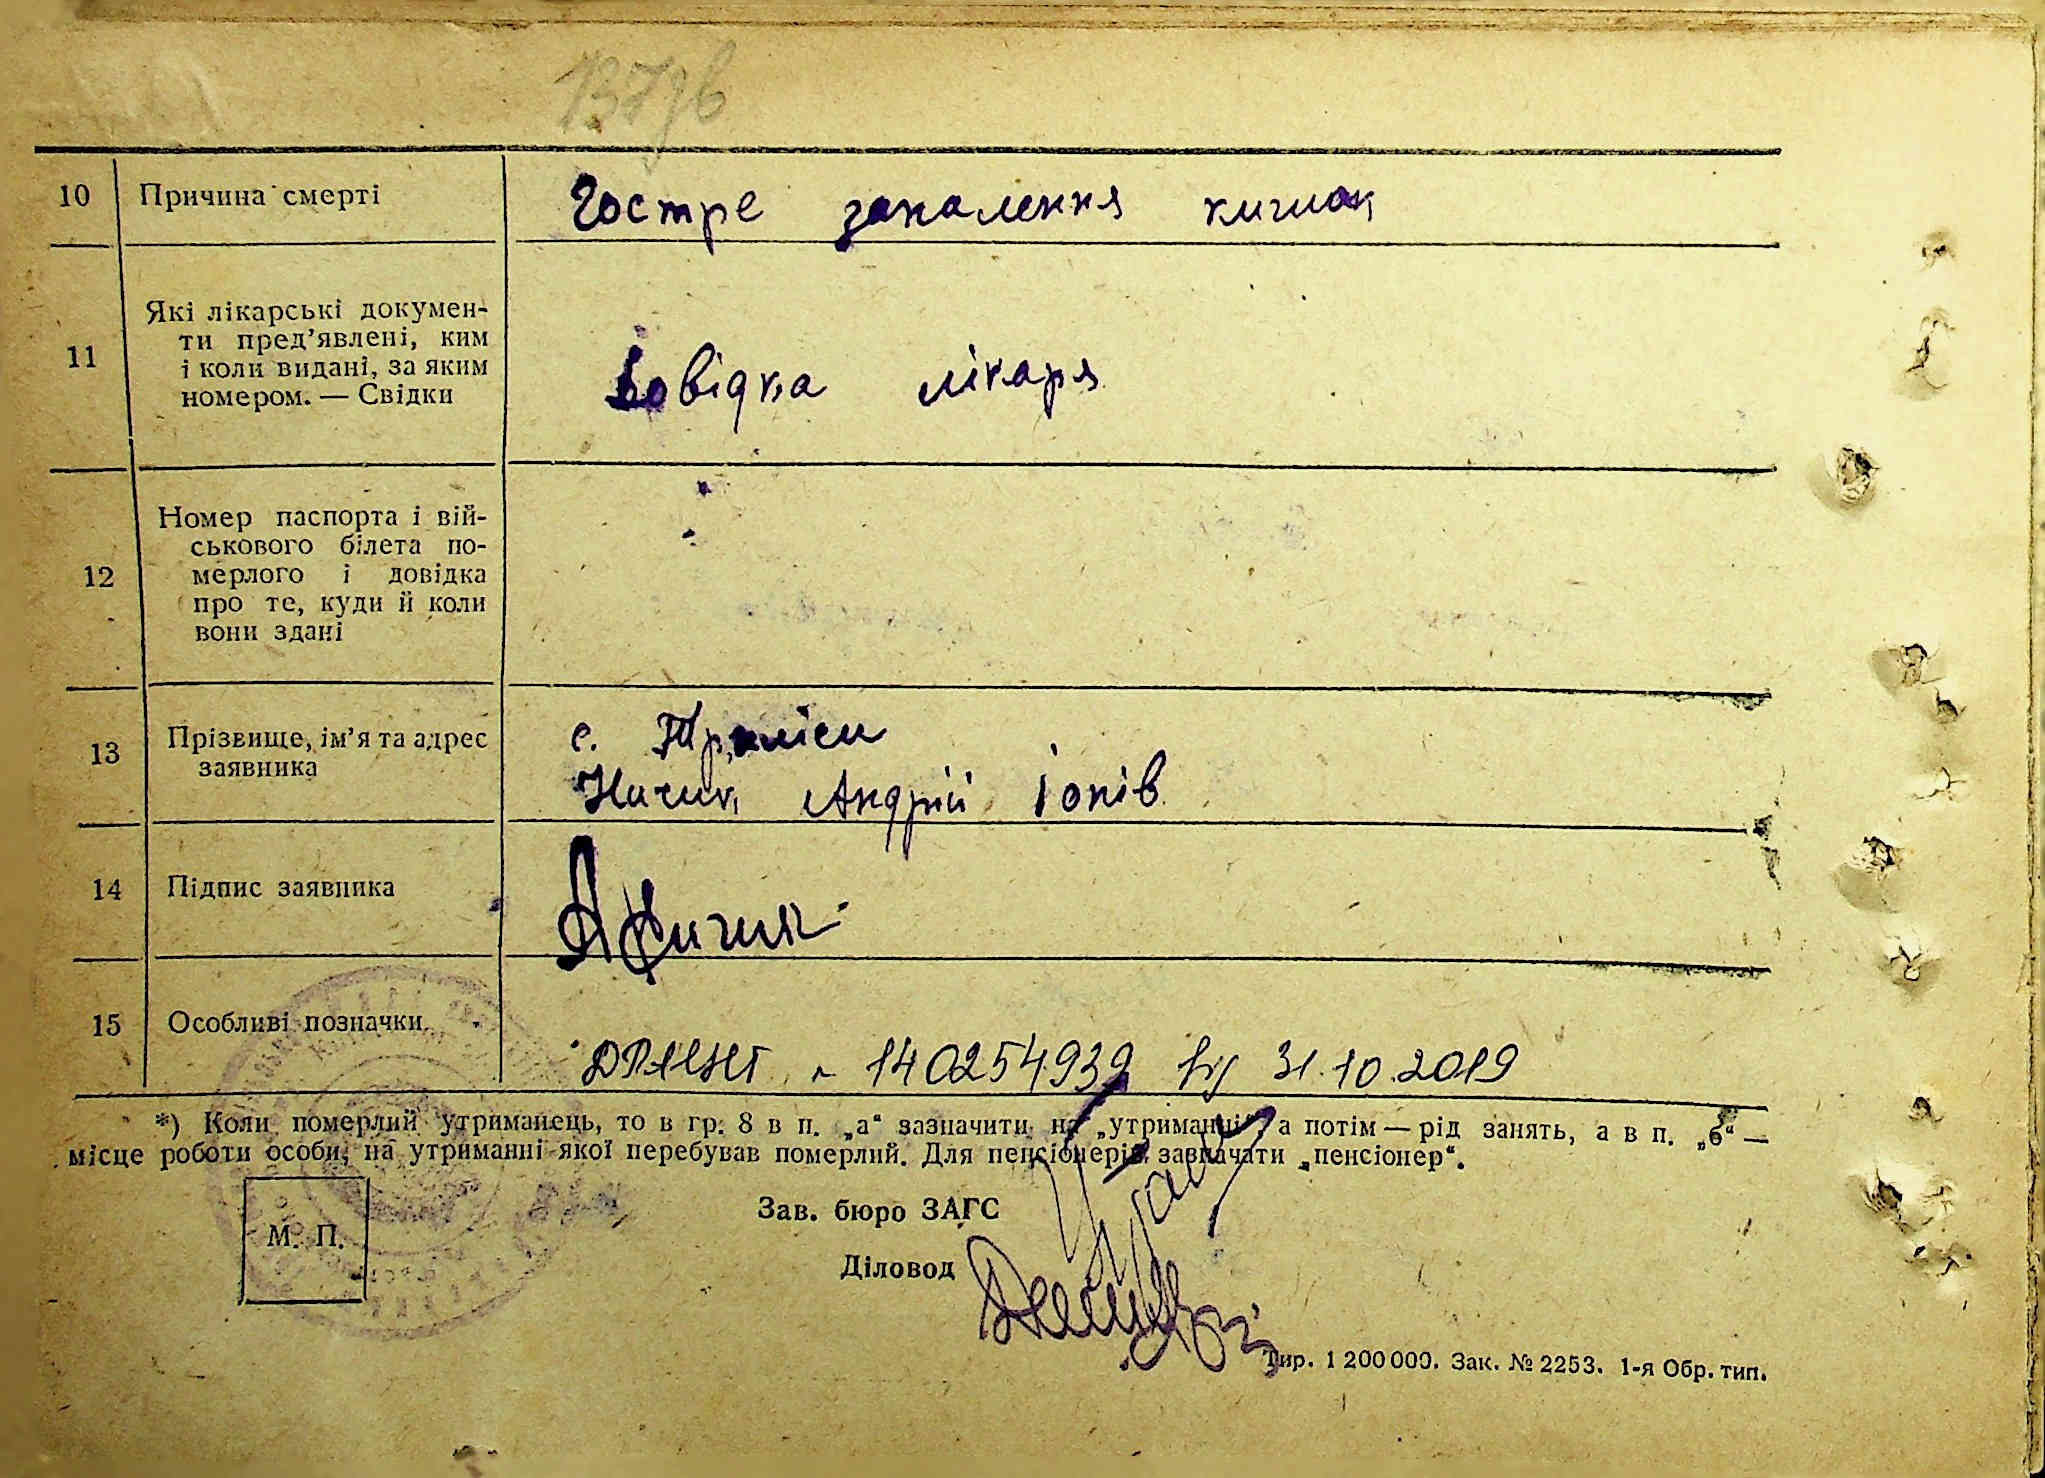 137зв
10 Причина смерті Гостре запалення кишок
11 Які лікарські докумен-
ти пред’явлені, ким
і коли видані, за яким
номером. — Свідки
Довідка лікаря
12 Номер паспорта і вій-
ськового білета по-
мерлого і довідка
про те, куди й коли
вони здані
13 Прізвище, ім’я та адрес
заявника
с.
Андрій Іонів
14 Підпис заявника
15 Особливі позначки
140254939 від 31.10.2019
*) Коли померлий утриманець, то в гр. 8 в п. „а“ зазначити на „утриманні“, а потім — рід занять, а в п. „б“ —
місце роботи особи, на утриманні якої перебував померлий. Для пенсіонерів зазначати „пенсіонер“.
М. П.
Зав. бюро ЗАГС
Діловод
Тир. 1 200 000. Зак. № 2253. 1-я Обр. тип.